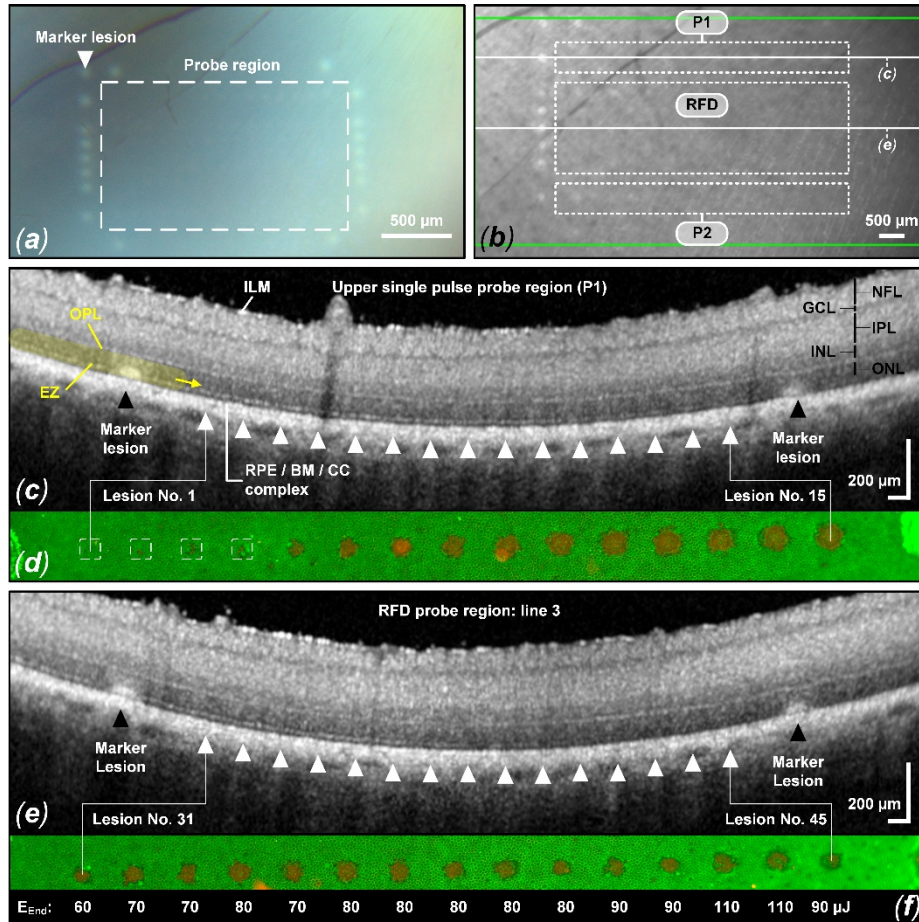 Marker lesion
Probe region
500 µm
(a)
P1
(c)
RFD
(e)
P2
500 µm
(b)
ILM
Upper single pulse probe region (P1)
NFL
GCL
IPL
INL
ONL
OPL
EZ
Marker
lesion
Marker
lesion
RPE / BM / CC
complex
200 µm
(c)
Lesion No. 1
Lesion No. 15
(d)
RFD probe region: line 3
Marker
Lesion
Marker
Lesion
200 µm
(e)
Lesion No. 31
Lesion No. 45
EEnd: 60 70 70 80 70 80 80 80 80 80 90 90 110 110 90 µJ
(f)